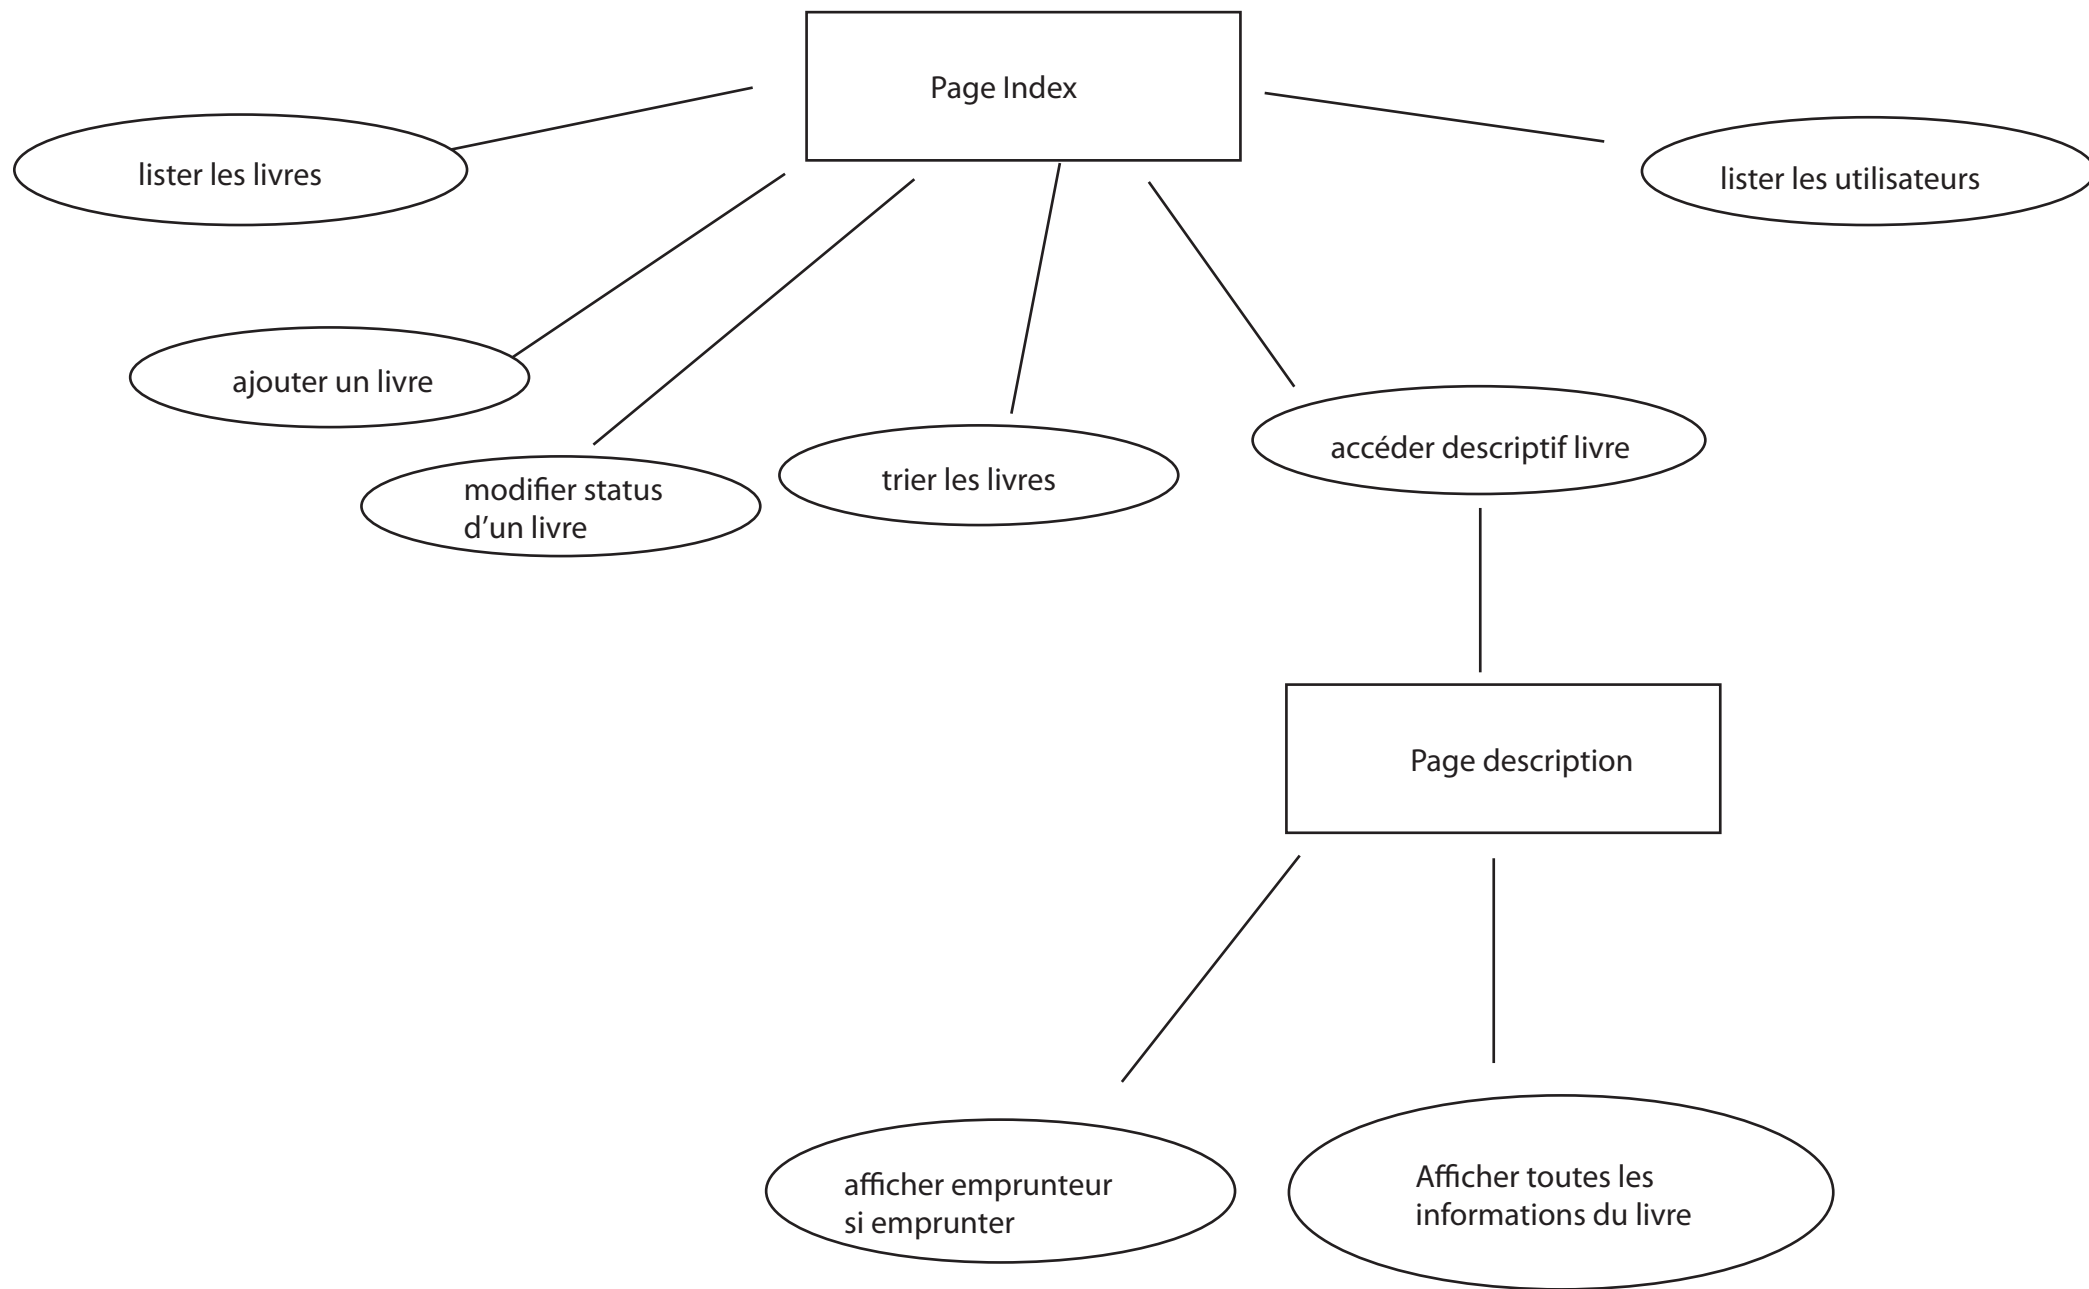 Page Index
lister les livres
lister les utilisateurs
ajouter un livre
modifier status
d'un livre
trier les livres
accéder descriptif livre
Page description
afficher emprunteur
si emprunter
Afficher toutes les
informations du livre